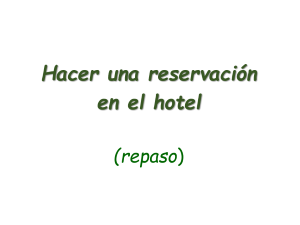 Hacer una reservación
en el hotel
(repaso)